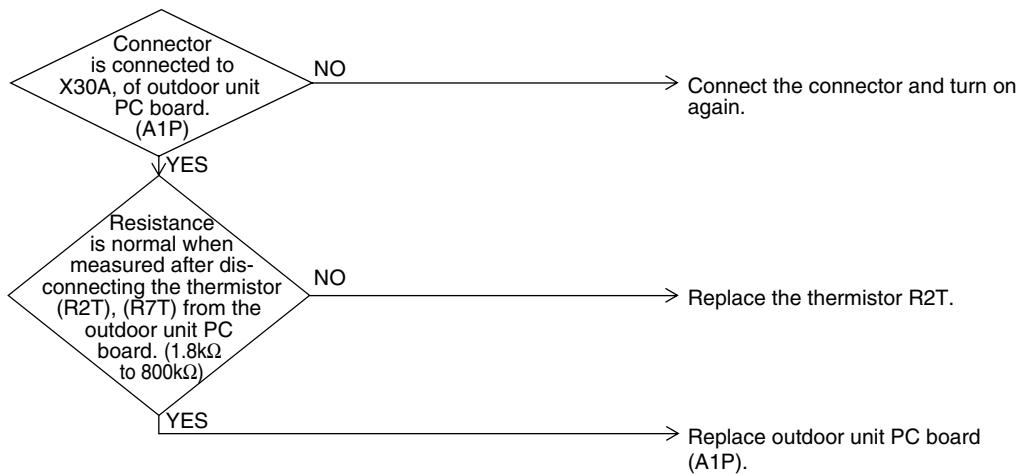 Connector
is connected to
X30A, of outdoor unit
PC board.
(A1P)
NO
Connect the connector and turn on
again.
YES
Resistance
is normal when
measured after dis-
connecting the thermistor
(R2T), (R7T) from the
outdoor unit PC
board. (1.8kΩ
to 800kΩ)
NO
Replace the thermistor R2T.
YES
Replace outdoor unit PC board
(A1P).